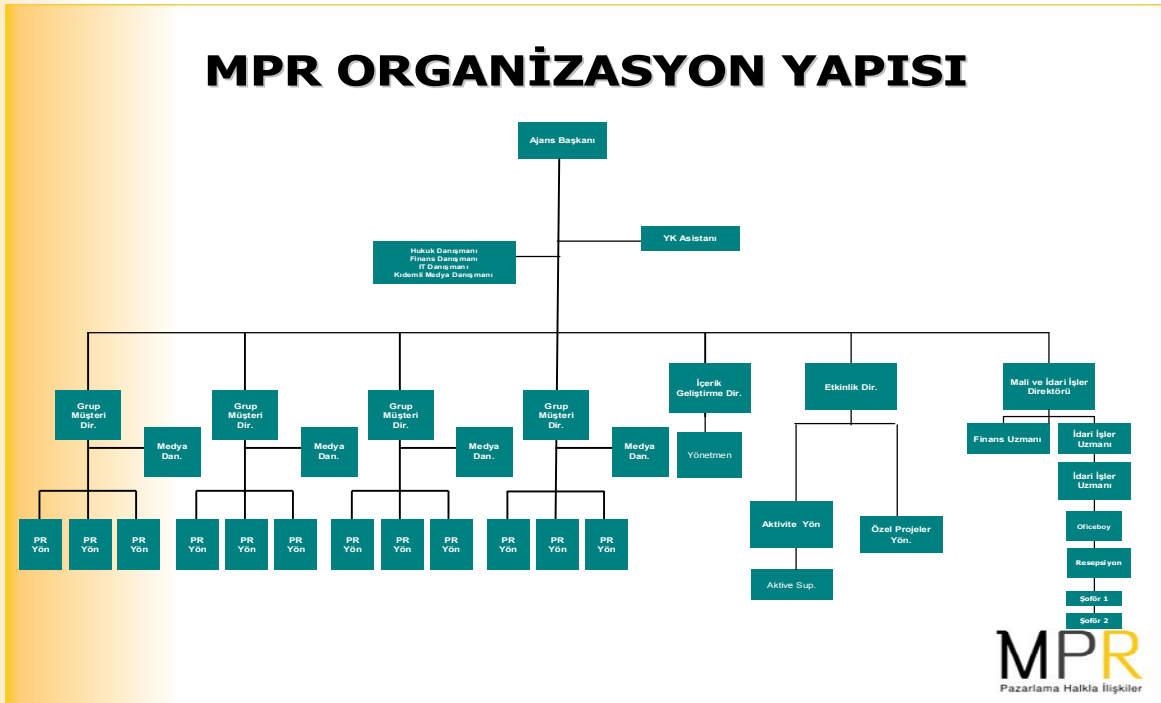 MPR ORGANİZASYON YAPISI
Ajans Başkanı
YK Asistanı
Hukuk Danışmanı
Finans Danışmanı
IT Danışmanı
Kıdemli Medya Danışmanı
Grup
Müşteri
Dir.
Medya
Dan.
PR
Yön
PR
Yön
PR
Yön
Grup
Müşteri
Dir.
Medya
Dan.
PR
Yön
PR
Yön
PR
Yön
Grup
Müşteri
Dir.
Medya
Dan.
PR
Yön
PR
Yön
PR
Yön
Grup
Müşteri
Dir.
Medya
Dan.
PR
Yön
PR
Yön
PR
Yön
İçerik
Geliştirme Dir.
Yönetmen
Etkinlik Dir.
Aktivite Yön
Aktive Sup.
Özel Projeler
Yön.
Mali ve İdari İşler
Direktörü
Finans Uzmanı
İdari İşler
Uzmanı
İdari İşler
Uzmanı
Oficeboy
Resepsiyon
Şoför 1
Şoför 2
MPR
Pazarlama Halkla İlişkiler